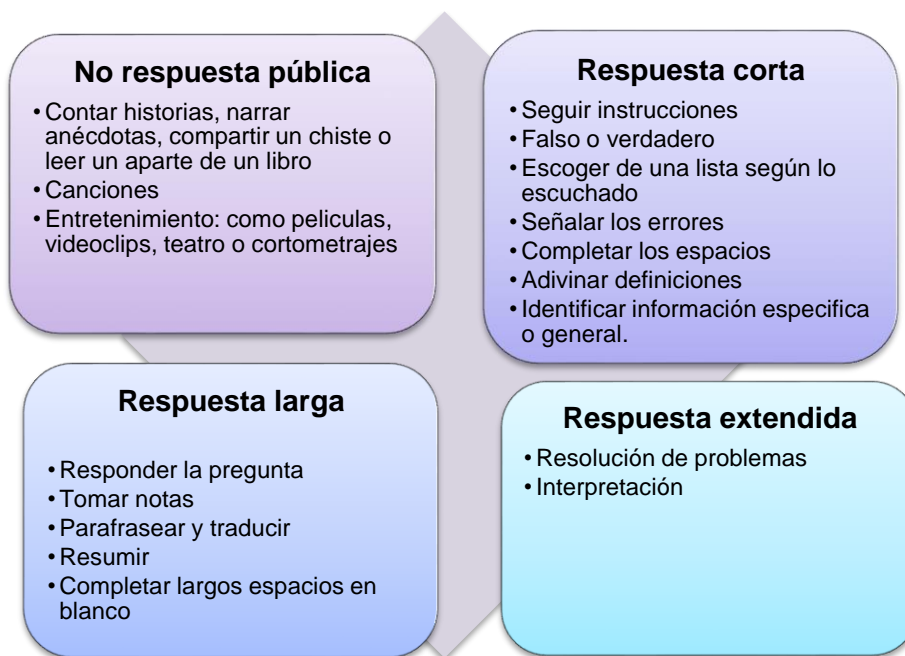 No respuesta pública
• Contar historias, narrar
anécdotas, compartir un chiste o
leer un aparte de un libro
• Canciones
• Entretenimiento: como peliculas,
videoclips, teatro o cortometrajes
Respuesta corta
• Seguir instrucciones
• Falso o verdadero
• Escoger de una lista según lo
escuchado
• Señalar los errores
• Completar los espacios
• Adivinar definiciones
• Identificar información especifica
o general.
Respuesta larga
• Responder la pregunta
• Tomar notas
• Parafrasear y traducir
• Resumir
• Completar largos espacios en
blanco
Respuesta extendida
• Resolución de problemas
• Interpretación